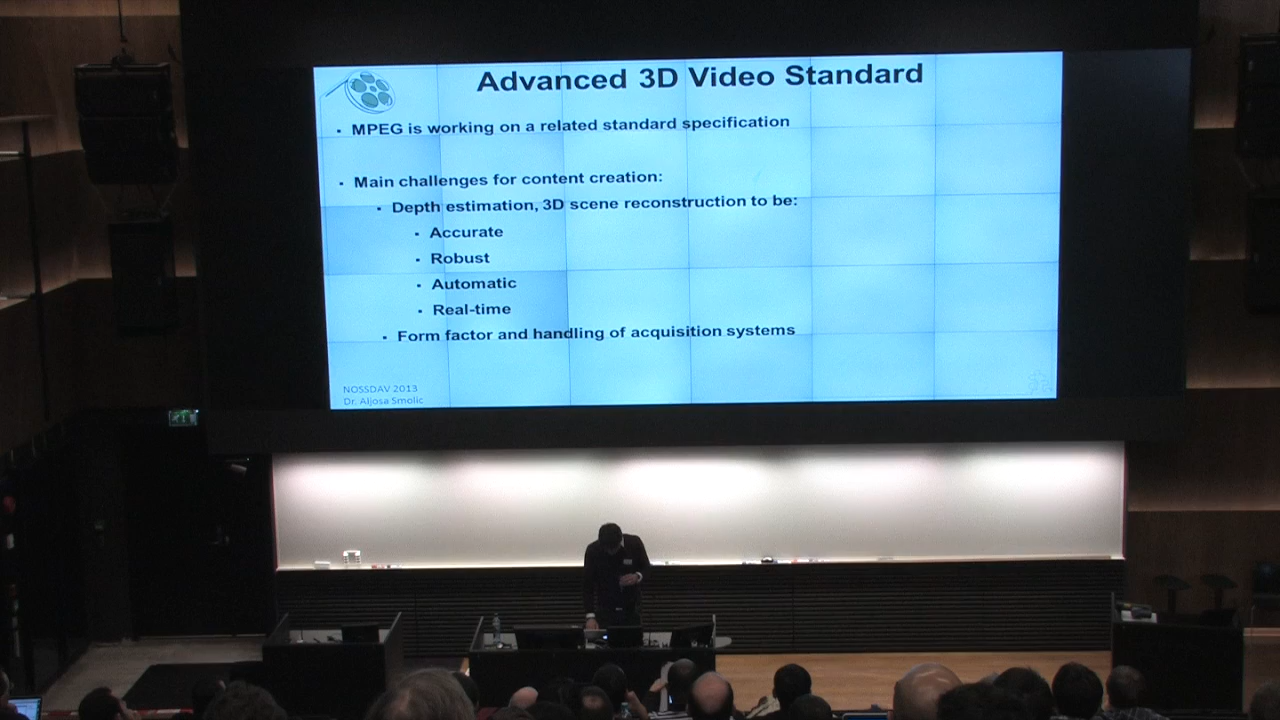 Advanced 3D Video Standard
MPEG is working on a related standard specification
Main challenges for content creation:
Depth estimation, 3D scene reconstruction to be:
Accurate
Robust
Automatic
Real-time
Form factor and handling of acquisition systems
NOSSDAV 2013
Dr. Aljosa Smolic